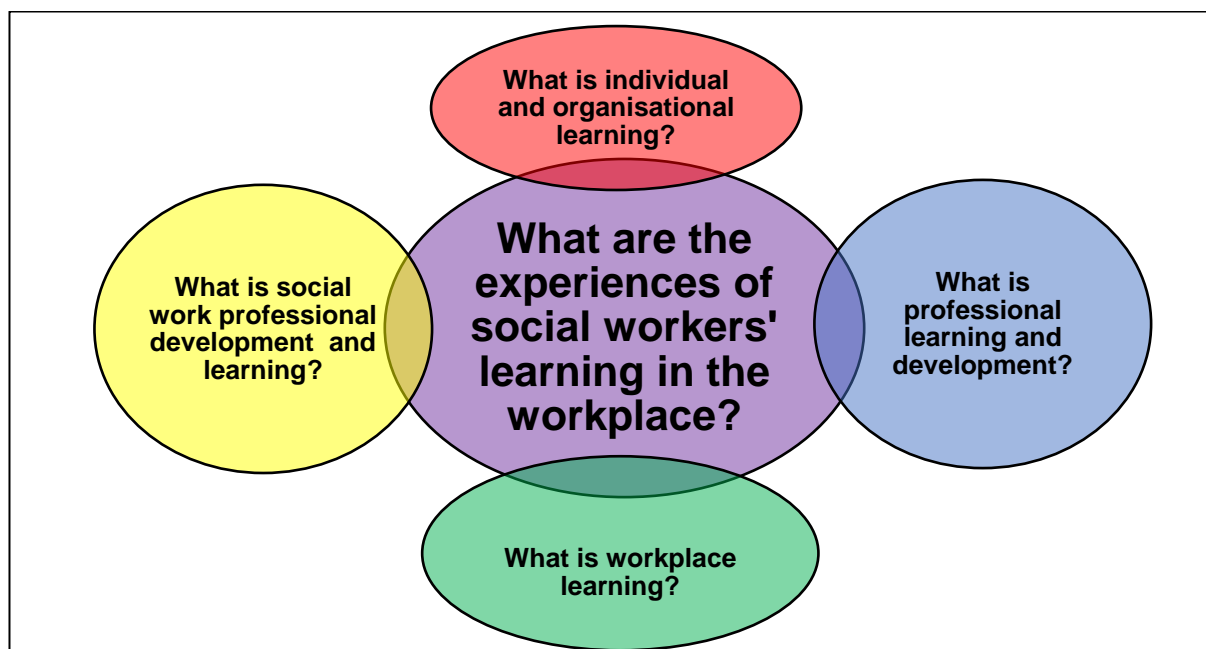 What is individual
and organisational
learning?
What is social
work professional
development  and
learning?
What are the
experiences of
social workers'
learning in the
workplace?
What is
professional
learning and
development?
What is workplace
learning?